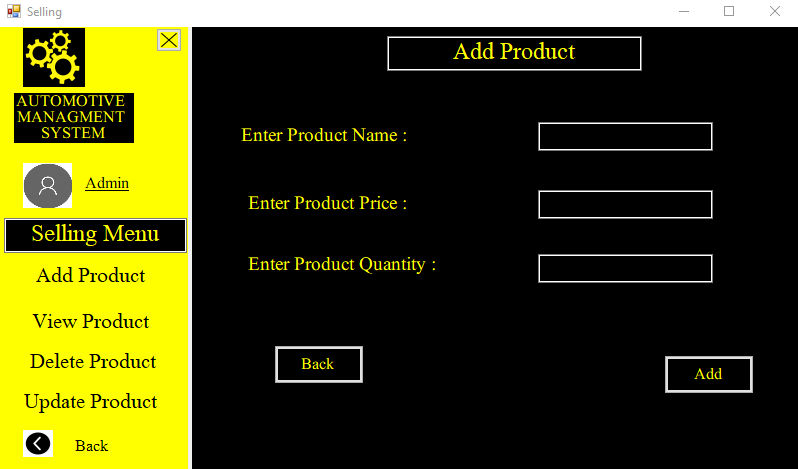 Selling
AUTOMOTIVE
MANAGMENT
SYSTEM
Admin
Selling Menu
Add Product
View Product
Delete Product
Update Product
Back
Add Product
Enter Product Name :
Enter Product Price :
Enter Product Quantity :
Back
Add